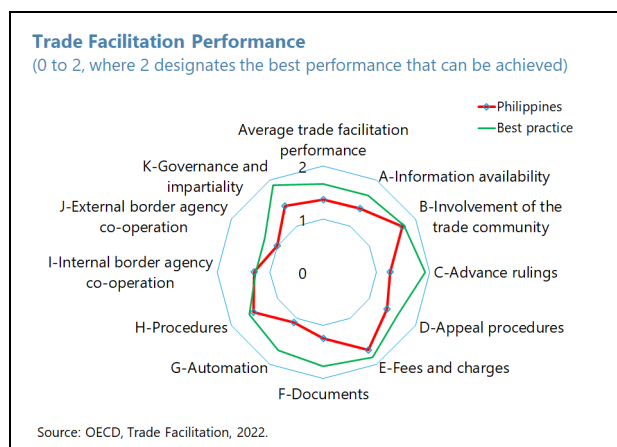 Trade Facilitation Performance
(0 to 2, where 2 designates the best performance that can be achieved)
Philippines
Best practice
Average trade facilitation
performance
K-Governance and
impartiality
2
A-Information availability
J-External border agency
co-operation
1
B-Involvement of the
trade community
I-Internal border agency
co-operation
0
C-Advance rulings
H-Procedures
D-Appeal procedures
G-Automation
E-Fees and charges
F-Documents
Source: OECD, Trade Facilitation, 2022.